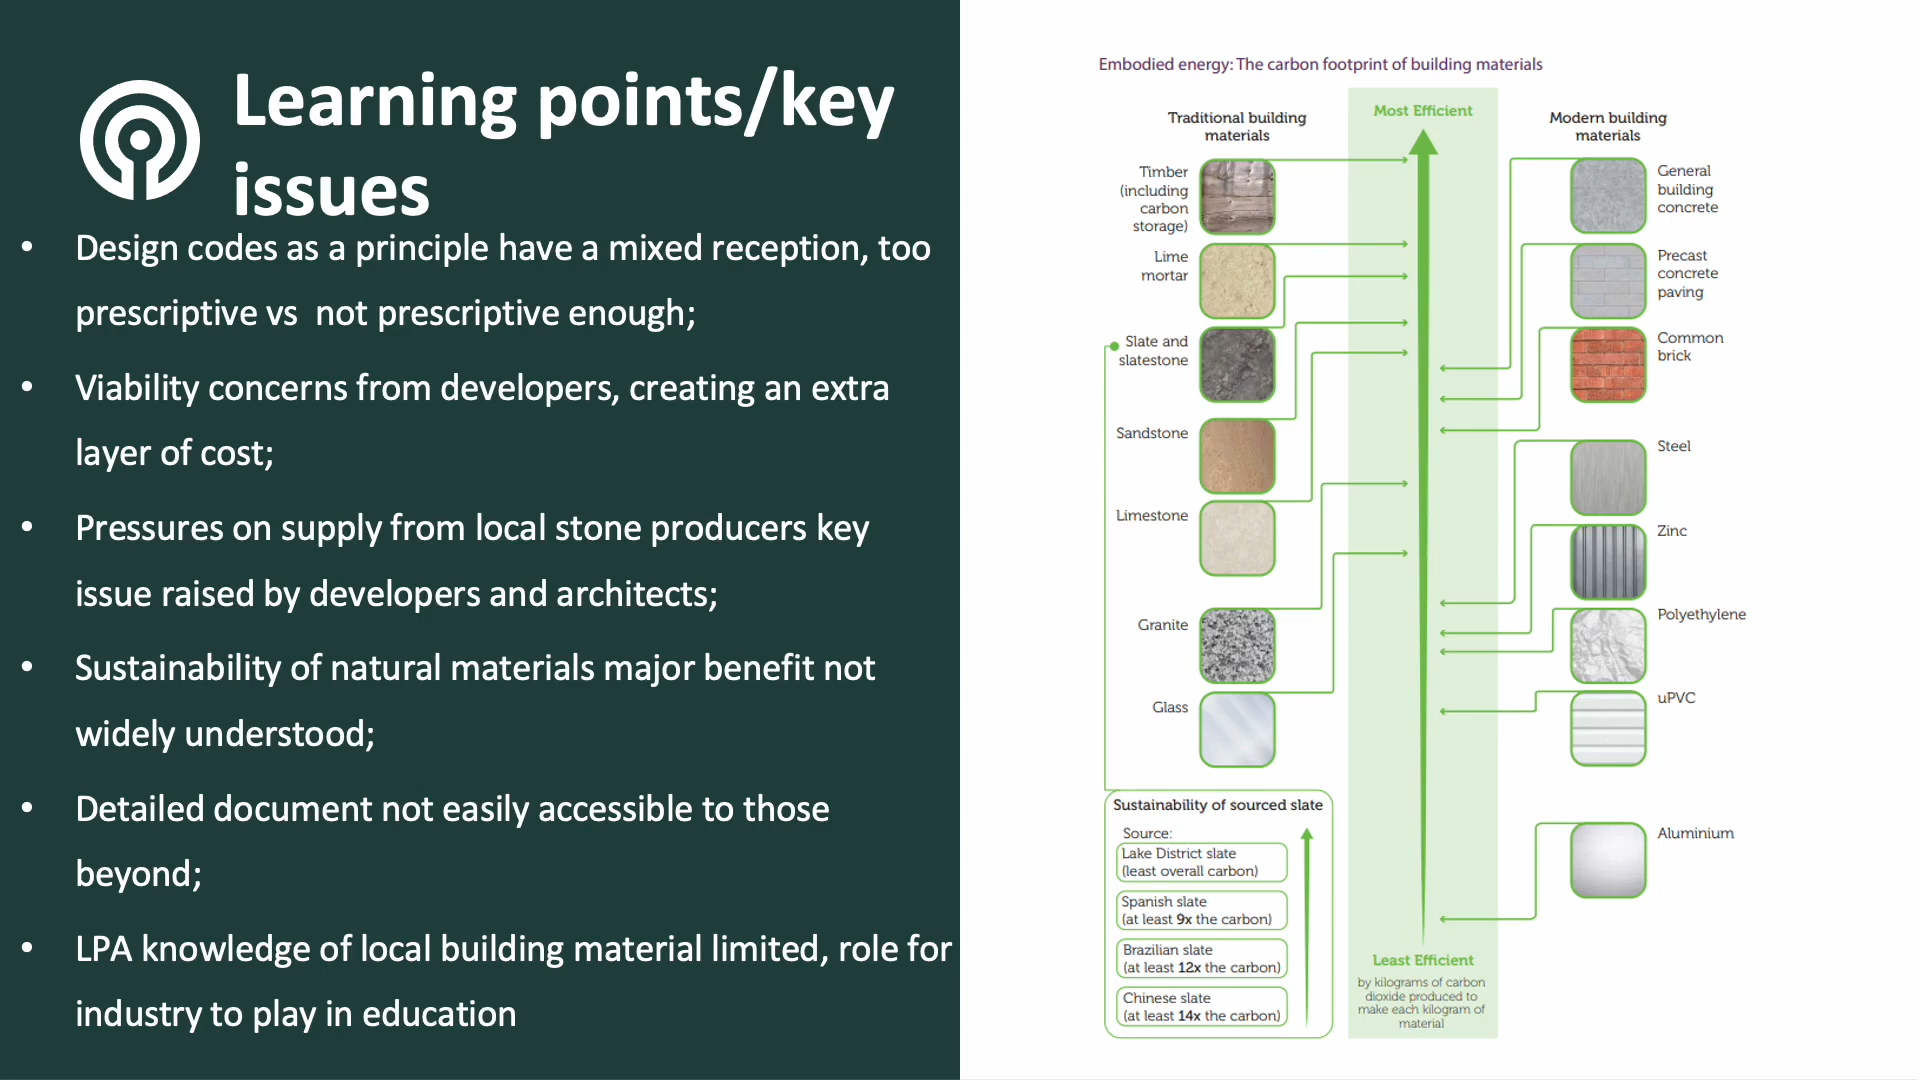 Learning points/key
issues
• Design codes as a principle have a mixed reception, too
prescriptive vs  not prescriptive enough;
• Viability concerns from developers, creating an extra
layer of cost;
• Pressures on supply from local stone producers key
issue raised by developers and architects;
• Sustainability of natural materials major benefit not
widely understood;
• Detailed document not easily accessible to those
beyond;
• LPA knowledge of local building material limited, role for
industry to play in education
Embodied energy: The carbon footprint of building materials
Traditional building
materials
Timber
(including
carbon
storage)
Lime
mortar
Slate and
slatestone
Sandstone
Limestone
Granite
Glass
Sustainability of sourced slate
Source:
Lake District slate
(least overall carbon)
Spanish slate
(at least 9x the carbon)
Brazilian slate
(at least 12x the carbon)
Chinese slate
(at least 14x the carbon)
Most Efficient
Least Efficient
by kilograms of carbon
dioxide produced to
make each kilogram of
material
Modern building
materials
General
building
concrete
Precast
concrete
paving
Common
brick
Steel
Zinc
Polyethylene
uPVC
Aluminium